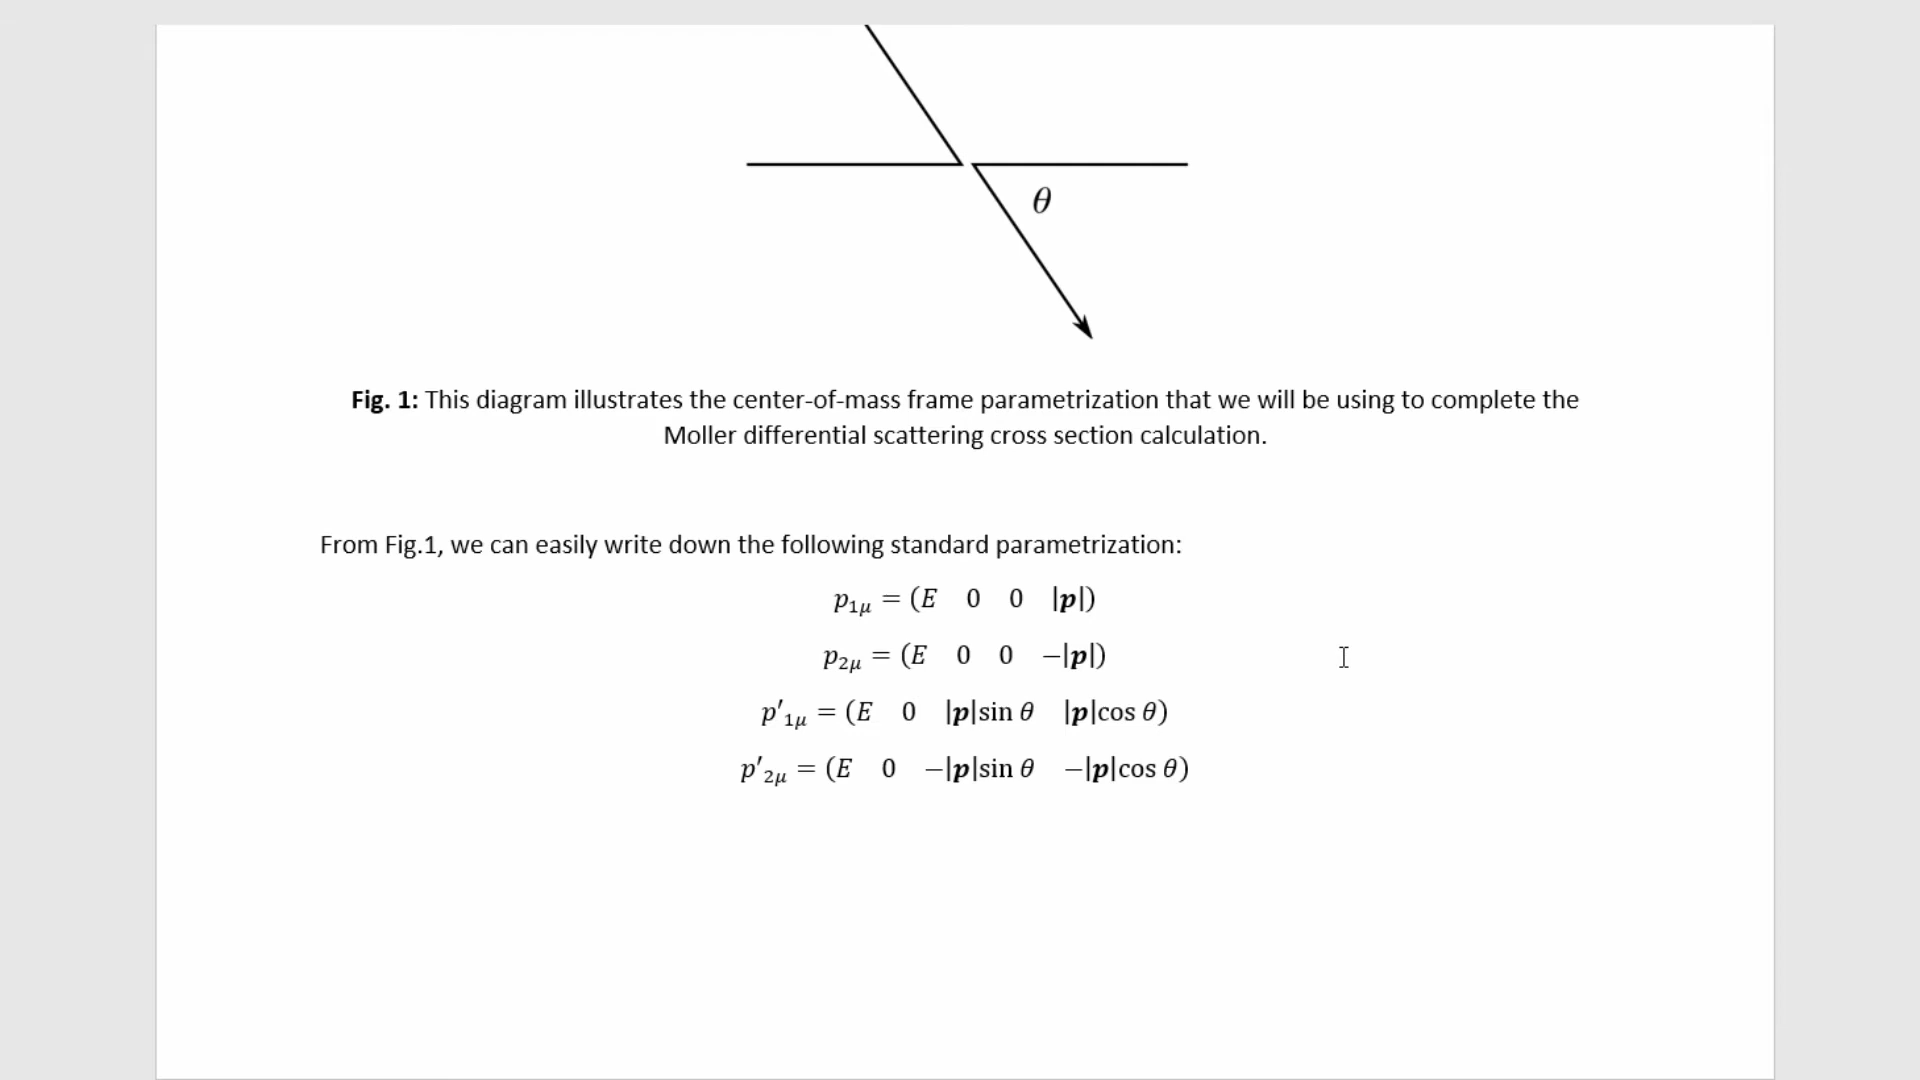 θ
Fig. 1: This diagram illustrates the center-of-mass frame parametrization that we will be using to complete the
Moller differential scattering cross section calculation.
From Fig.1, we can easily write down the following standard parametrization:
p₁μ = (E 0 0 |p|)
p₂μ = (E 0 0 −|p|)
p′₁μ = (E 0 |p|sin θ |p|cos θ)
p′₂μ = (E 0 −|p|sin θ −|p|cos θ)